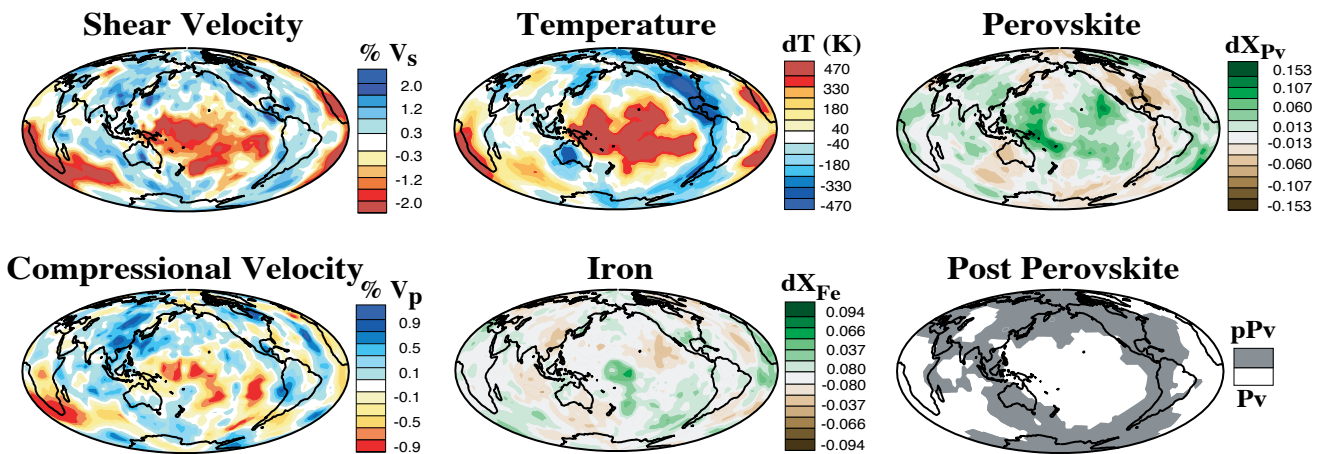 Shear Velocity
% Vs
2.0
1.2
0.3
-0.3
-1.2
-2.0
Temperature
dT (K)
470
330
180
40
-40
-180
-330
-470
Perovskite
dXPv
0.153
0.107
0.060
0.013
-0.013
-0.060
-0.107
-0.153
Compressional Velocity
% Vp
0.9
0.5
0.1
-0.1
-0.5
-0.9
Iron
dXFe
0.094
0.066
0.037
0.080
-0.080
-0.037
-0.066
-0.094
Post Perovskite
pPv
Pv